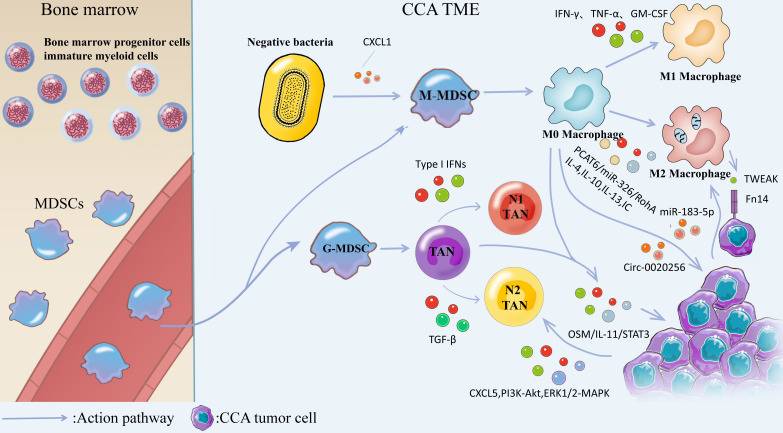 Bone marrow
CCA TME
Bone marrow progenitor cells
immature myeloid cells
MDSCs
Negative bacteria
CXCL1
M-MDSC
M0 Macrophage
IFN-γ、TNF-α、GM-CSF
M1 Macrophage
M2 Macrophage
PCAT6/miR-326/RohA
IL-4,IL-10,IL-13,IC
TWEAK
Fn14
miR-183-5p
Circ-0020256
Type I IFNs
N1
TAN
G-MDSC
TAN
N2
TAN
TGF-β
OSM/IL-11/STAT3
CXCL5,PI3K-Akt,ERK1/2-MAPK
:Action pathway
:CCA tumor cell